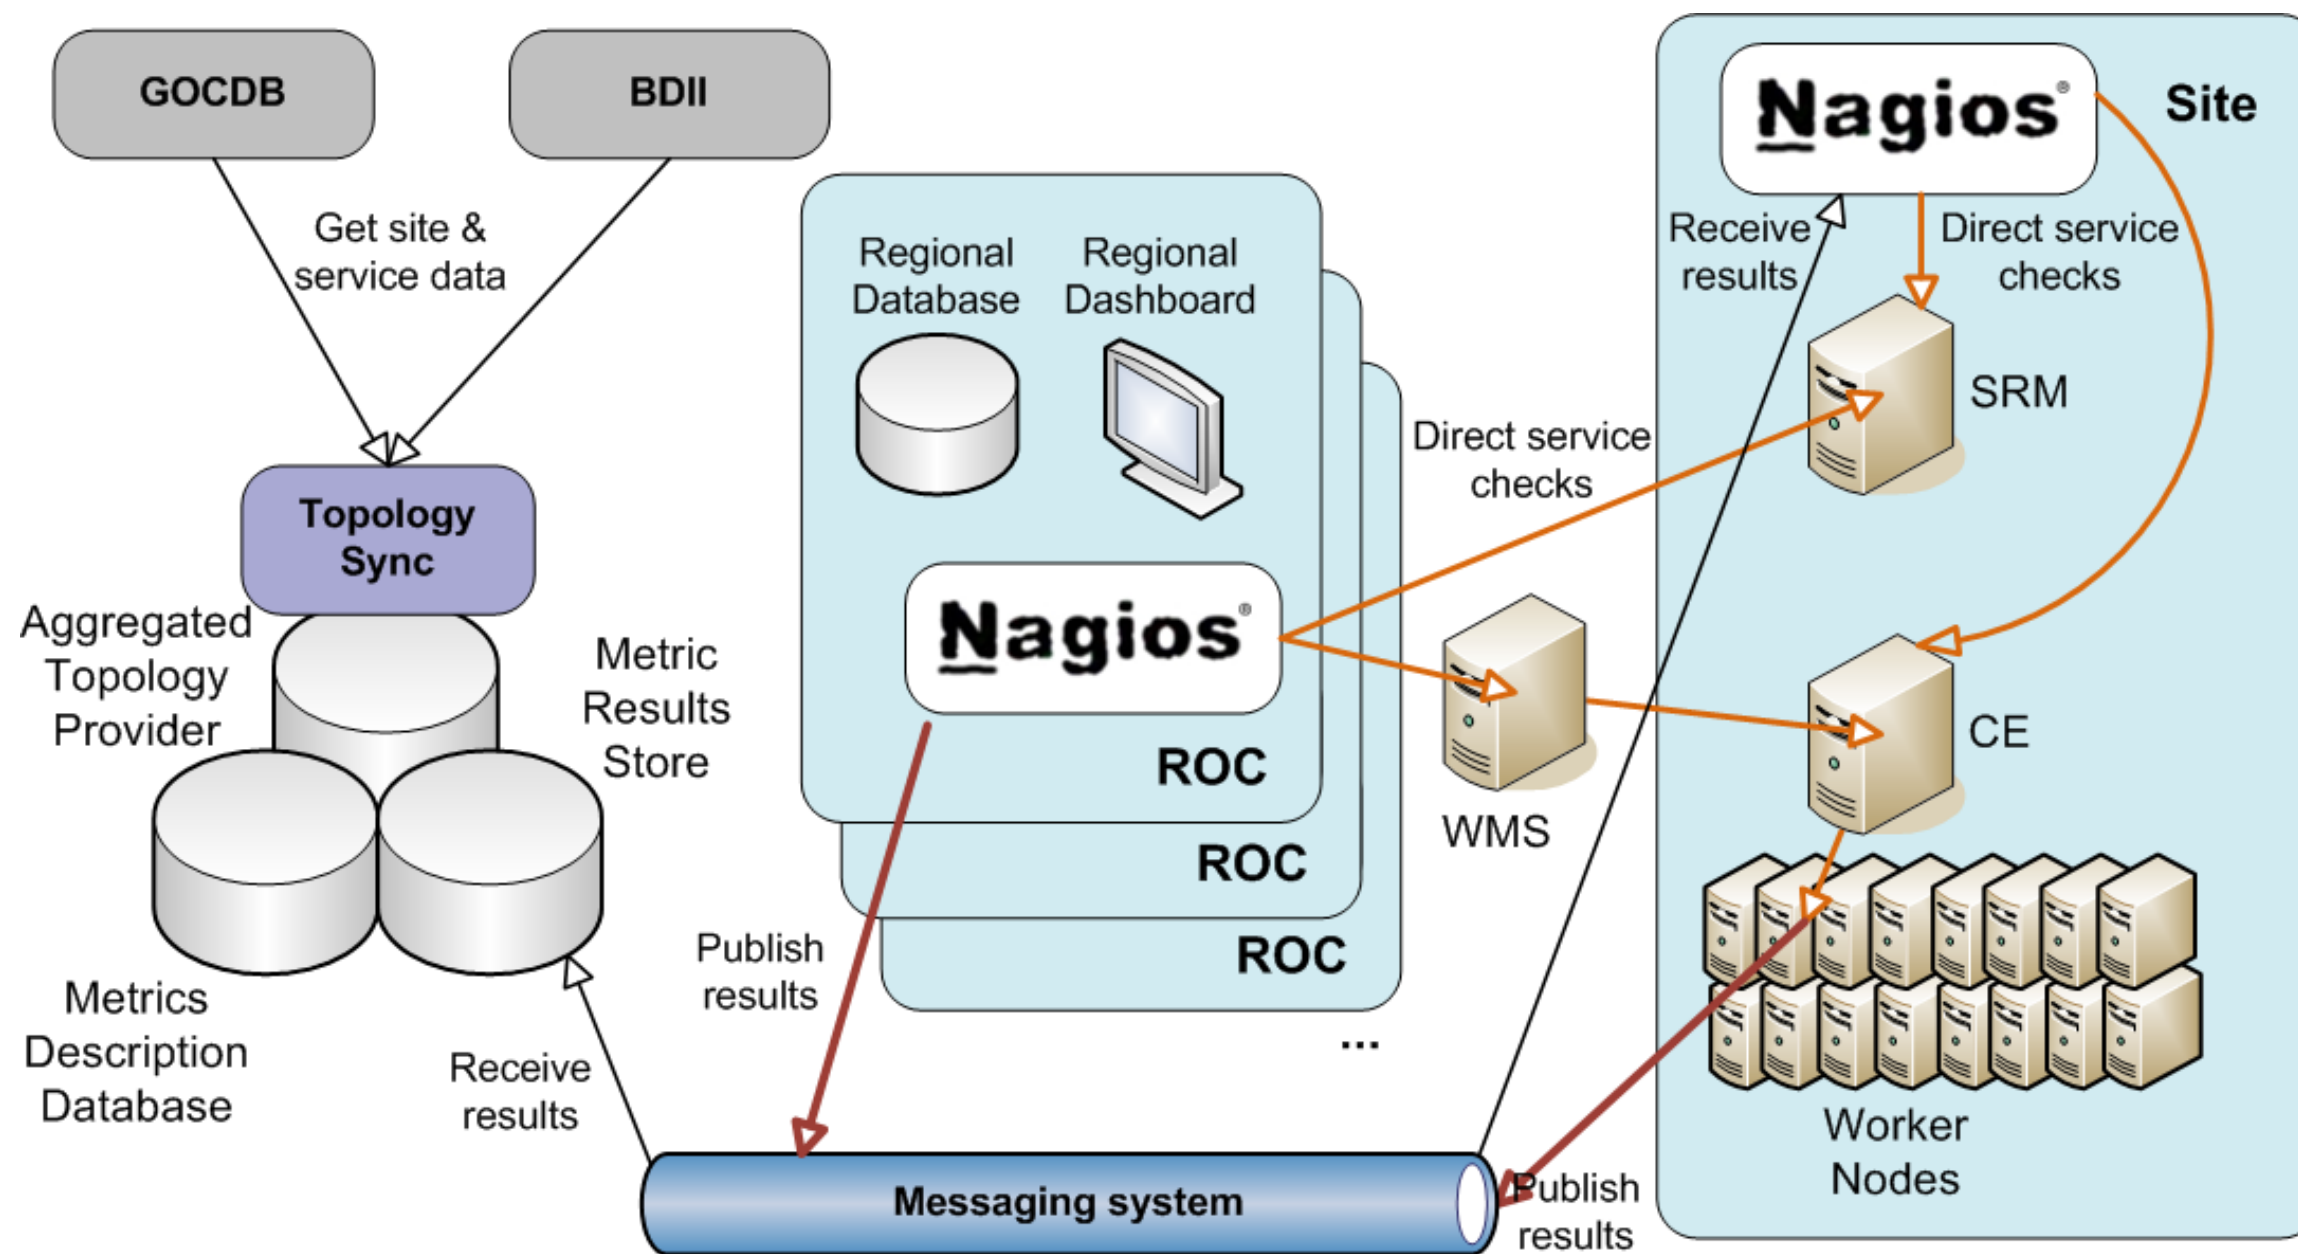 GOCDB
BDII
Get site &
service data
Topology
Sync
Aggregated
Topology
Provider
Metric
Results
Store
Metrics
Description
Database
Receive
results
Regional
Database
Regional
Dashboard
Nagios®
ROC
ROC
ROC
...
Publish
results
Messaging system
Direct service
checks
WMS
Site
Nagios®
Receive
results
Direct service
checks
SRM
CE
Worker
Nodes
Publish
results